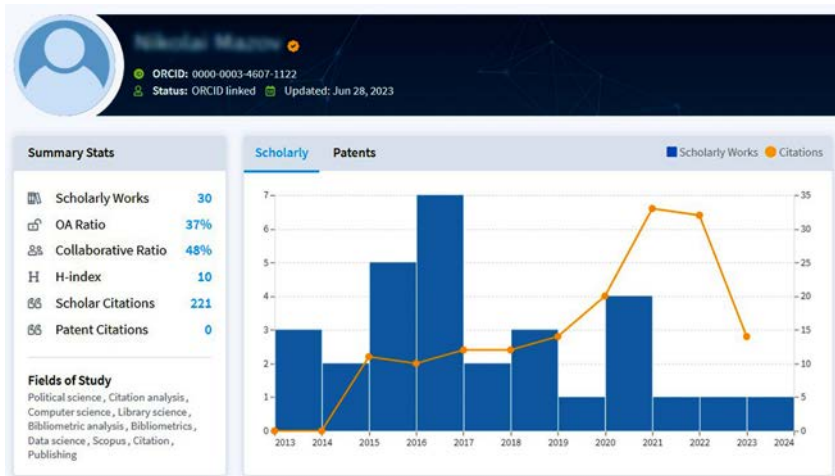 ORCID: 0000-0003-4607-1122
Status: ORCID linked Updated: Jun 28, 2023
Summary Stats
Scholarly Works 30
OA Ratio 37%
Collaborative Ratio 48%
H H-index 10
Scholar Citations 221
Patent Citations 0
Fields of Study
Political science , Citation analysis ,
Computer science , Library science ,
Bibliometric analysis , Bibliometrics ,
Data science , Scopus , Citation ,
Publishing
Scholarly Patents
Scholarly Works Citations
7 35
6 30
5 25
4 20
3 15
2 10
1 5
0 0
2013 2014 2015 2016 2017 2018 2019 2020 2021 2022 2023 2024